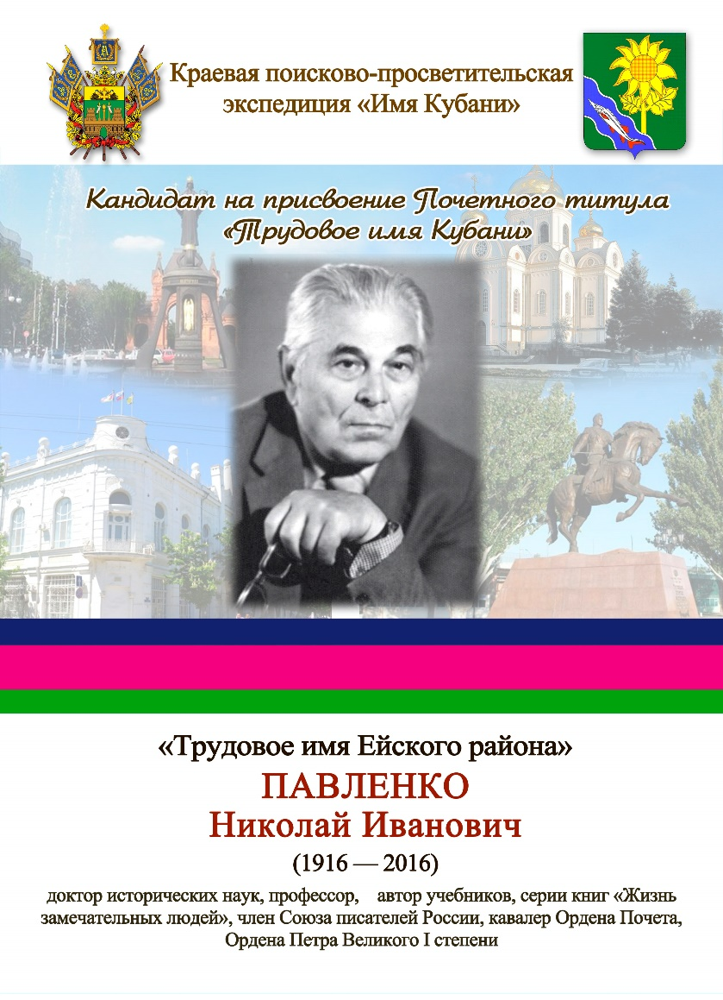 Краевая поисково-просветительская
экспедиция «Имя Кубани»
Кандидат на присвоение Почетного титула
«Трудовое имя Кубани»
«Трудовое имя Ейского района»
ПАВЛЕНКО
Николай Иванович
(1916 — 2016)
доктор исторических наук, профессор, автор учебников, серии книг «Жизнь
замечательных людей», член Союза писателей России, кавалер Ордена Почета,
Ордена Петра Великого I степени